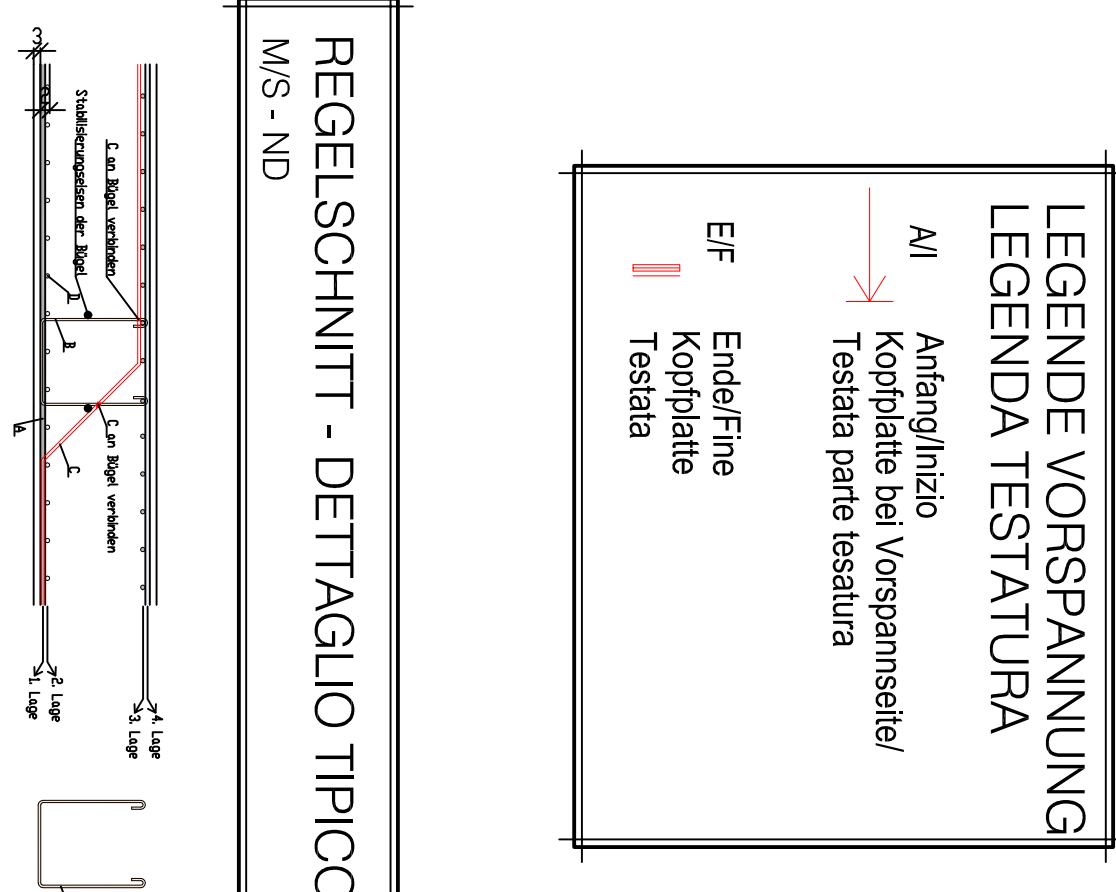 LEGENDE VORSPANNUNG
LEGENDA TESTATURA
A/I
Anfang/Inizio
Kopfplatte bei Vorspannseite/
Testata parte tesatura
E/F
Ende/Fine
Kopfplatte
Testata
REGELSCHNITT - DETTAGLIO TIPICO
M/S - ND
4. Lage
3. Lage
C an Bügel verbinden
C an Bügel verbinden
Stabilisierungseisen der Bügel
D
B
C
A
2. Lage
1. Lage
3